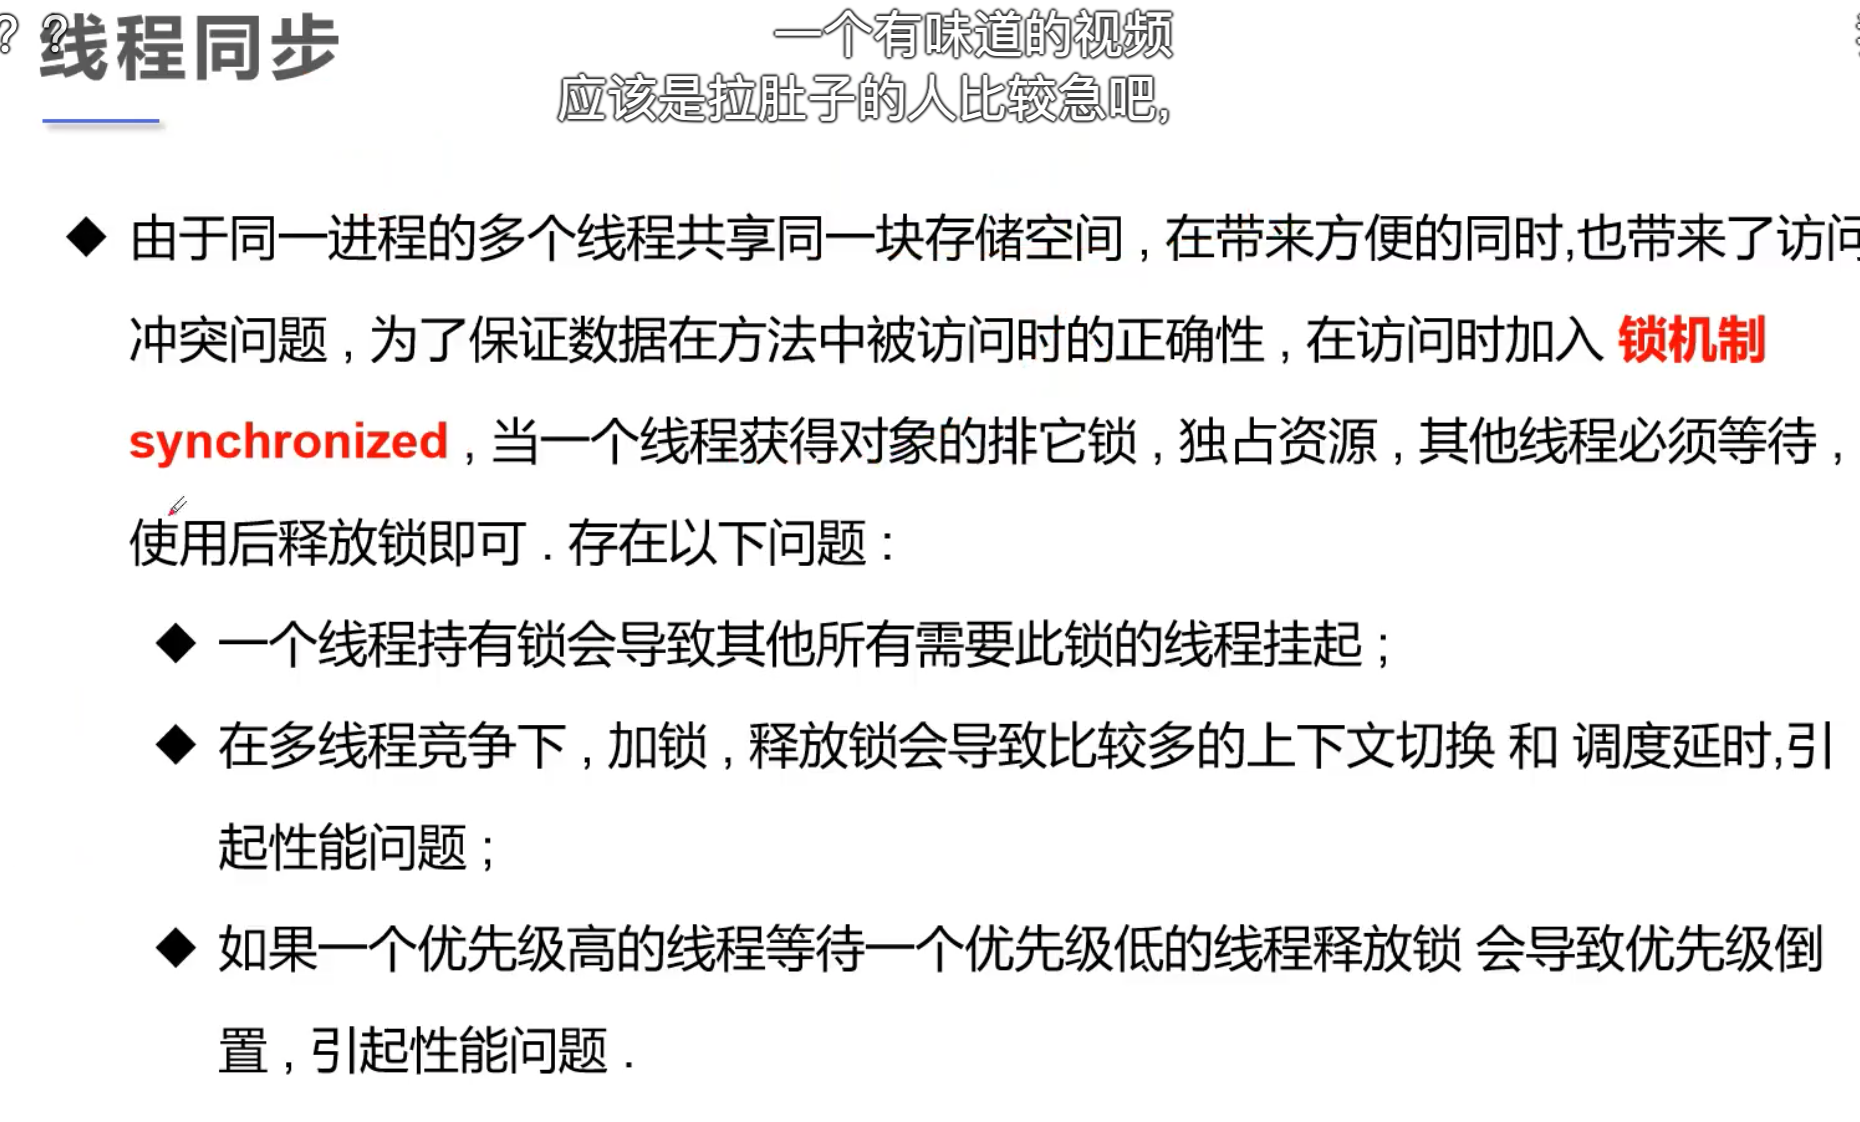 ？？
线程同步
一个有味道的视频
应该是拉肚子的人比较急吧,
由于同一进程的多个线程共享同一块存储空间 , 在带来方便的同时,也带来了访问
冲突问题 , 为了保证数据在方法中被访问时的正确性 , 在访问时加入 锁机制
synchronized , 当一个线程获得对象的排它锁 , 独占资源 , 其他线程必须等待 ,
使用后释放锁即可 . 存在以下问题 :
一个线程持有锁会导致其他所有需要此锁的线程挂起 ;
在多线程竞争下 , 加锁 , 释放锁会导致比较多的上下文切换 和 调度延时,引
起性能问题 ;
如果一个优先级高的线程等待一个优先级低的线程释放锁 会导致优先级倒
置 , 引起性能问题 .